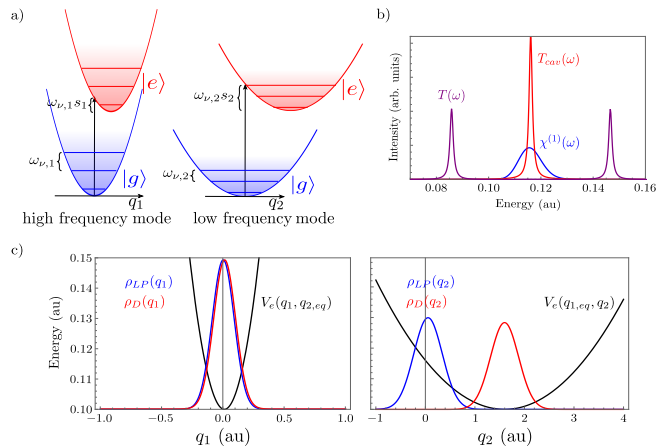 a)
|e⟩
ω_{ν,1}s_1
ω_{ν,1}
|g⟩
q_1
high frequency mode
|e⟩
ω_{ν,2}s_2
ω_{ν,2}
|g⟩
q_2
low frequency mode
b)
Intensity (arb. units)
T_{cav}(ω)
T(ω)
χ^{(1)}(ω)
0.08 0.10 0.12 0.14 0.16
Energy (au)
c)
Energy (au)
0.15
0.14
0.13
0.12
0.11
0.10
ρ_{LP}(q_1)
ρ_D(q_1)
V_e(q_1, q_{2,eq})
-1.0 -0.5 0.0 0.5 1.0
q_1 (au)
ρ_{LP}(q_2)
ρ_D(q_2)
V_e(q_{1,eq}, q_2)
-1 0 1 2 3 4
q_2 (au)